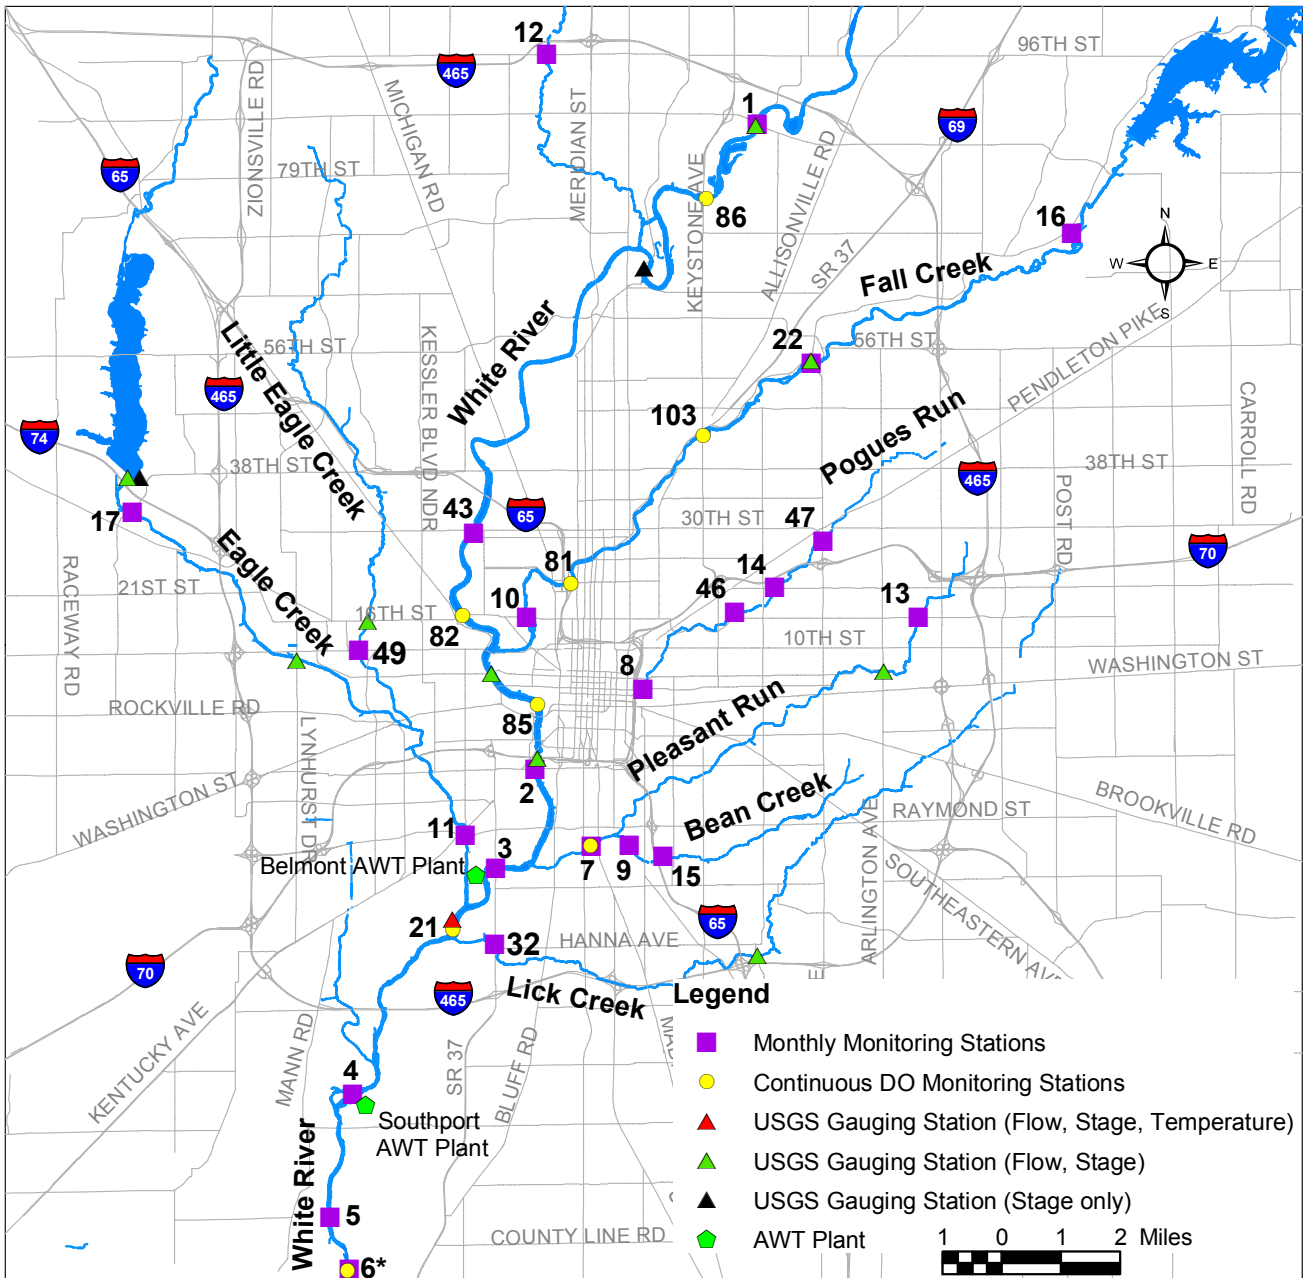 12
96TH ST
465
1
69
ZIONSVILLE RD
MICHIGAN RD
MERIDIAN ST
65
79TH ST
KEYSTONE AVE
ALLISONVILLE RD
86
16
N
W
E
S
SR 37
Fall Creek
White River
Little Eagle Creek
56TH ST
KESSLER BLVD NDR
22
56TH ST
PENDLETON PIKE
465
103
Pogues Run
CARROLL RD
74
38TH ST
38TH ST
465
POST RD
17
43
65
30TH ST
47
70
Eagle Creek
81
14
RACEWAY RD
21ST ST
10
46
13
16TH ST
82
10TH ST
49
8
WASHINGTON ST
ROCKVILLE RD
85
Pleasant Run
LYNHURST DR
2
Bean Creek
WASHINGTON ST
RAYMOND ST
BROOKVILLE RD
11
3
Belmont AWT Plant
7
9
15
ARLINGTON AVE
SOUTHEASTERN AVE
21
32
HANNA AVE
65
70
465
Lick Creek
E
Legend
KENTUCKY AVE
MANN RD
SR 37
BLUFF RD
Monthly Monitoring Stations
4
Continuous DO Monitoring Stations
Southport
AWT Plant
USGS Gauging Station (Flow, Stage, Temperature)
White River
USGS Gauging Station (Flow, Stage)
5
USGS Gauging Station (Stage only)
COUNTY LINE RD
AWT Plant
1 0 1 2 Miles
6*